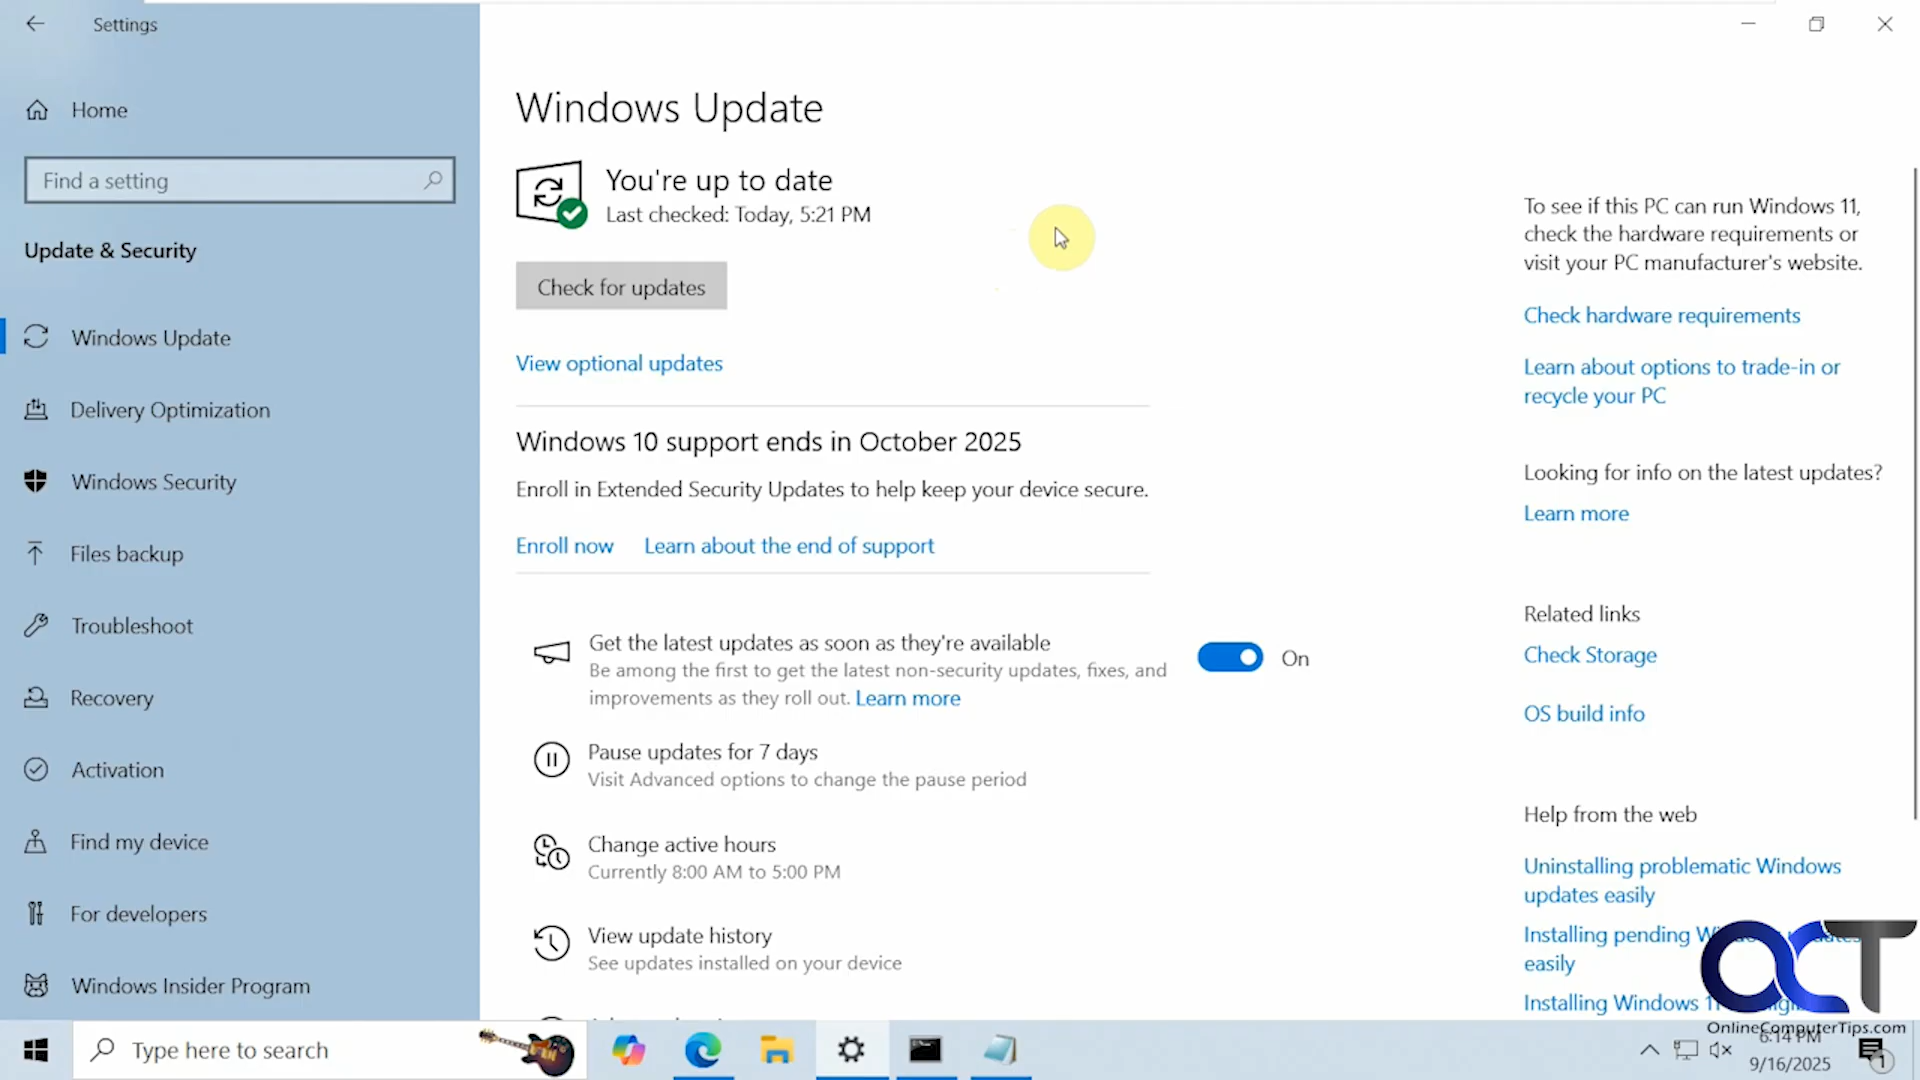 Settings
Home
Find a setting
Update & Security
Windows Update
Delivery Optimization
Windows Security
Files backup
Troubleshoot
Recovery
Activation
Find my device
For developers
Windows Insider Program
Windows Update
You're up to date
Last checked: Today, 5:21 PM
Check for updates
View optional updates
Windows 10 support ends in October 2025
Enroll in Extended Security Updates to help keep your device secure.
Enroll now Learn about the end of support
Get the latest updates as soon as they're available
Be among the first to get the latest non-security updates, fixes, and
improvements as they roll out. Learn more
On
Pause updates for 7 days
Visit Advanced options to change the pause period
Change active hours
Currently 8:00 AM to 5:00 PM
View update history
See updates installed on your device
To see if this PC can run Windows 11,
check the hardware requirements or
visit your PC manufacturer's website.
Check hardware requirements
Learn about options to trade-in or
recycle your PC
Looking for info on the latest updates?
Learn more
Related links
Check Storage
OS build info
Help from the web
Uninstalling problematic Windows
updates easily
Installing pending
easily
Installing Windows
OCT
OnlineComputerTips.com
Type here to search
6:14 PM
9/16/2025
1